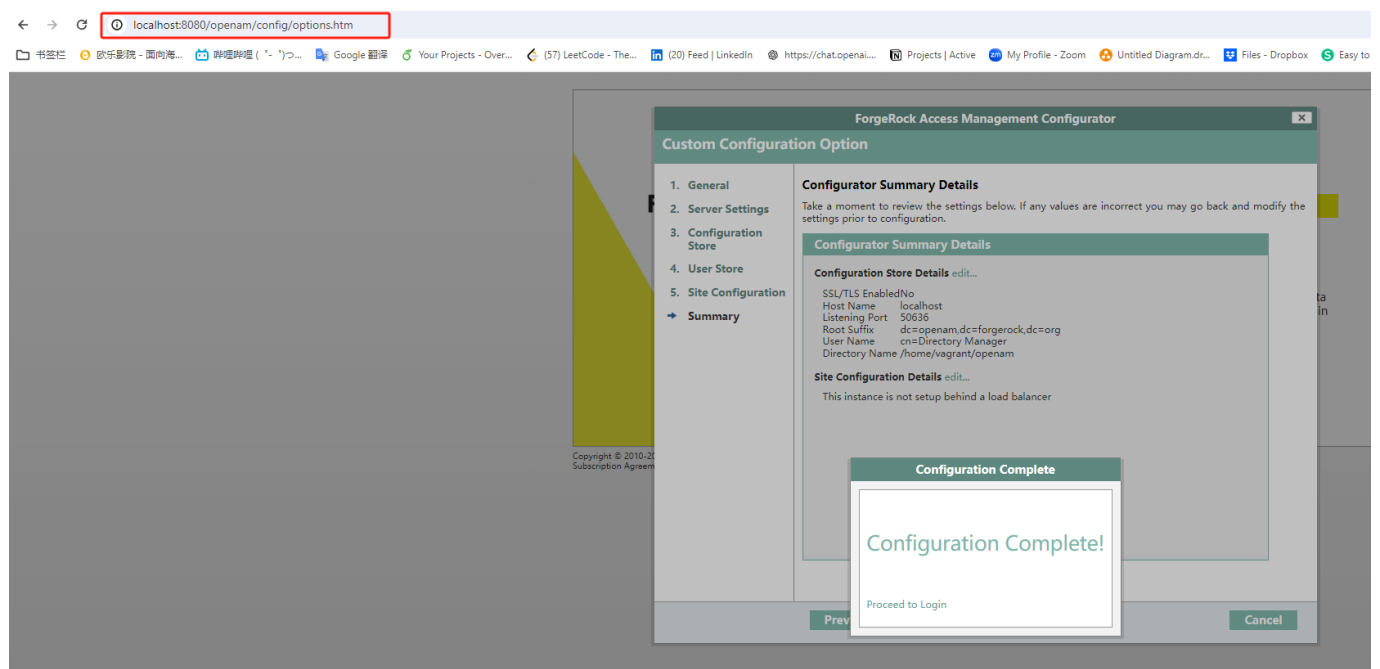 localhost:8080/openam/config/options.htm
书签栏 欧乐影院 - 面向海... 哔哩哔哩 ( ゜- ゜)つ... Google 翻译 Your Projects - Over... (57) LeetCode - The... (20) Feed | LinkedIn https://chat.openai.... Projects | Active My Profile - Zoom Untitled Diagram.dr... Files - Dropbox Easy to
ForgeRock Access Management Configurator
Custom Configuration Option
1. General
2. Server Settings
3. Configuration
Store
4. User Store
5. Site Configuration
Summary
Configurator Summary Details
Take a moment to review the settings below. If any values are incorrect you may go back and modify the
settings prior to configuration.
Configurator Summary Details
Configuration Store Details edit...
SSL/TLS EnabledNo
Host Name localhost
Listening Port 50636
Root Suffix dc=openam,dc=forgerock,dc=org
User Name cn=Directory Manager
Directory Name /home/vagrant/openam
Site Configuration Details edit...
This instance is not setup behind a load balancer
ta
in
Copyright © 2010-20
Subscription Agreem
Configuration Complete
Configuration Complete!
Proceed to Login
Prev
Cancel